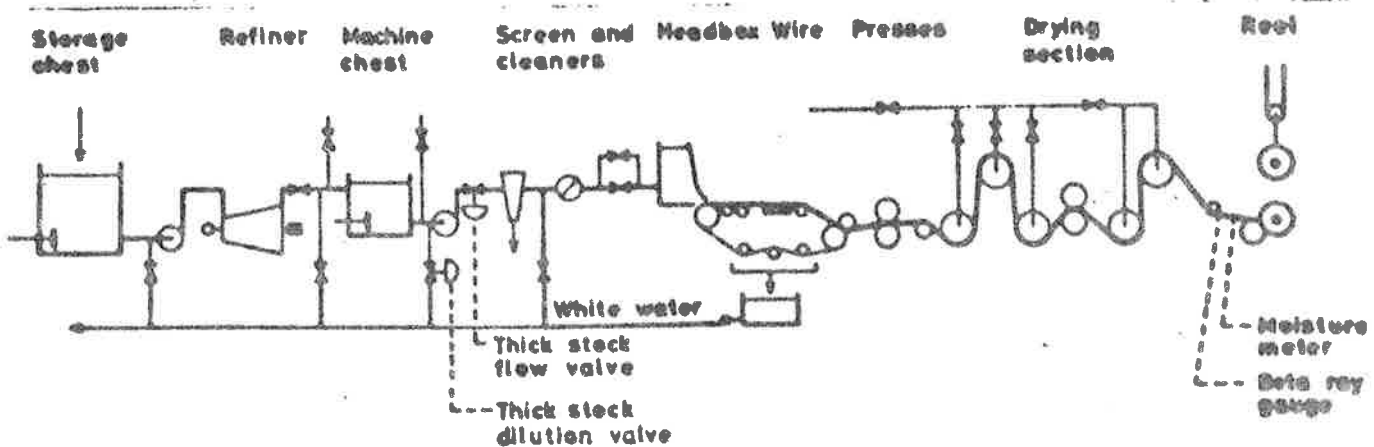 Storage
chest
Refiner
Machine
chest
Screen and
cleaners
Headbox Wire
Presses
Drying
section
Reel
White water
Thick stock
flow valve
Thick stock
dilution valve
Moisture
meter
Beta ray
gauge